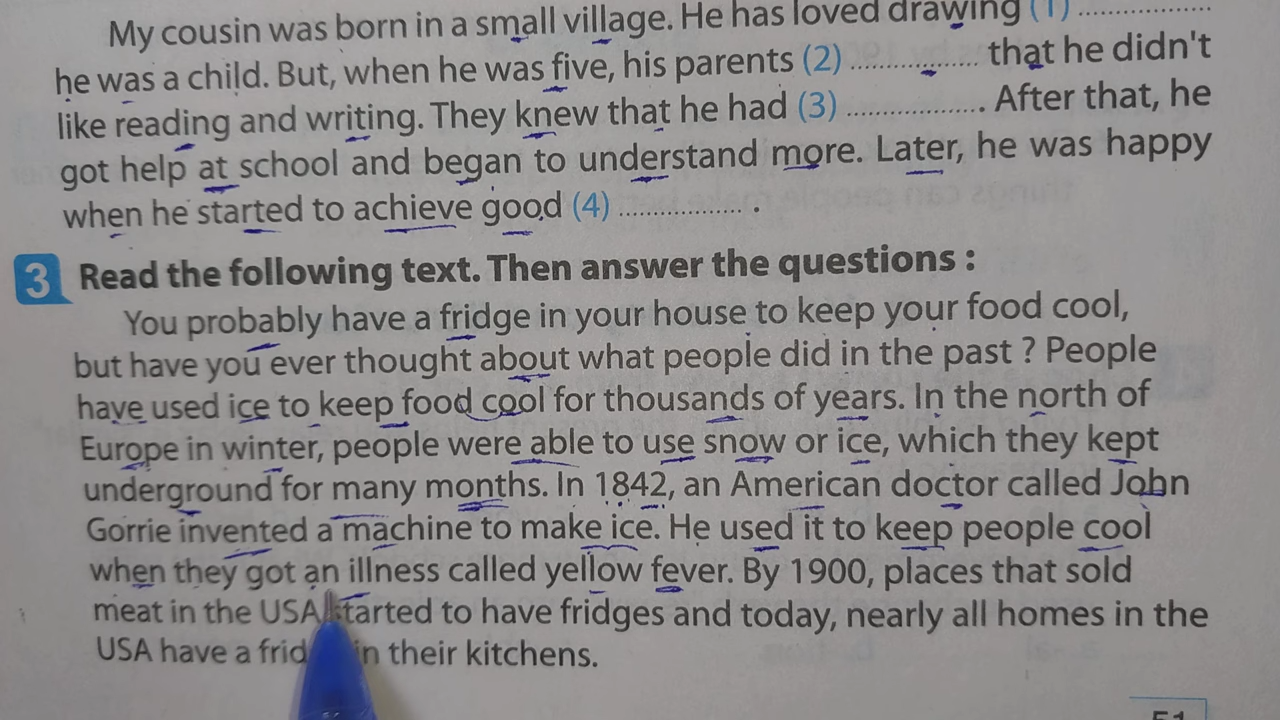 My cousin was born in a small village. He has loved drawing (1) ..................
he was a child. But, when he was five, his parents (2) .................. that he didn't
like reading and writing. They knew that he had (3) .................. . After that, he
got help at school and began to understand more. Later, he was happy
when he started to achieve good (4) .................. .
3 Read the following text. Then answer the questions :
You probably have a fridge in your house to keep your food cool,
but have you ever thought about what people did in the past ? People
have used ice to keep food cool for thousands of years. In the north of
Europe in winter, people were able to use snow or ice, which they kept
underground for many months. In 1842, an American doctor called John
Gorrie invented a machine to make ice. He used it to keep people cool
when they got an illness called yellow fever. By 1900, places that sold
meat in the USA started to have fridges and today, nearly all homes in the
USA have a in their kitchens.